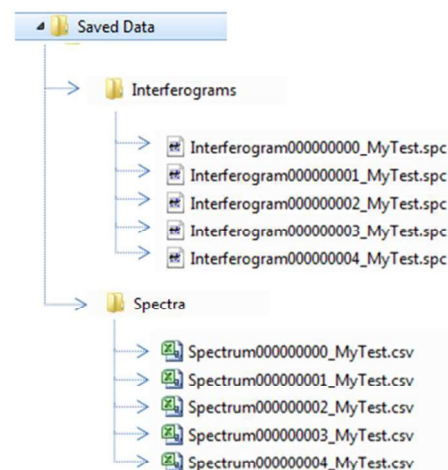 Saved Data
Interferograms
Interferogram000000000_MyTest.spc
Interferogram000000001_MyTest.spc
Interferogram000000002_MyTest.spc
Interferogram000000003_MyTest.spc
Interferogram000000004_MyTest.spc
Spectra
Spectrum000000000_MyTest.csv
Spectrum000000001_MyTest.csv
Spectrum000000002_MyTest.csv
Spectrum000000003_MyTest.csv
Spectrum000000004_MyTest.csv